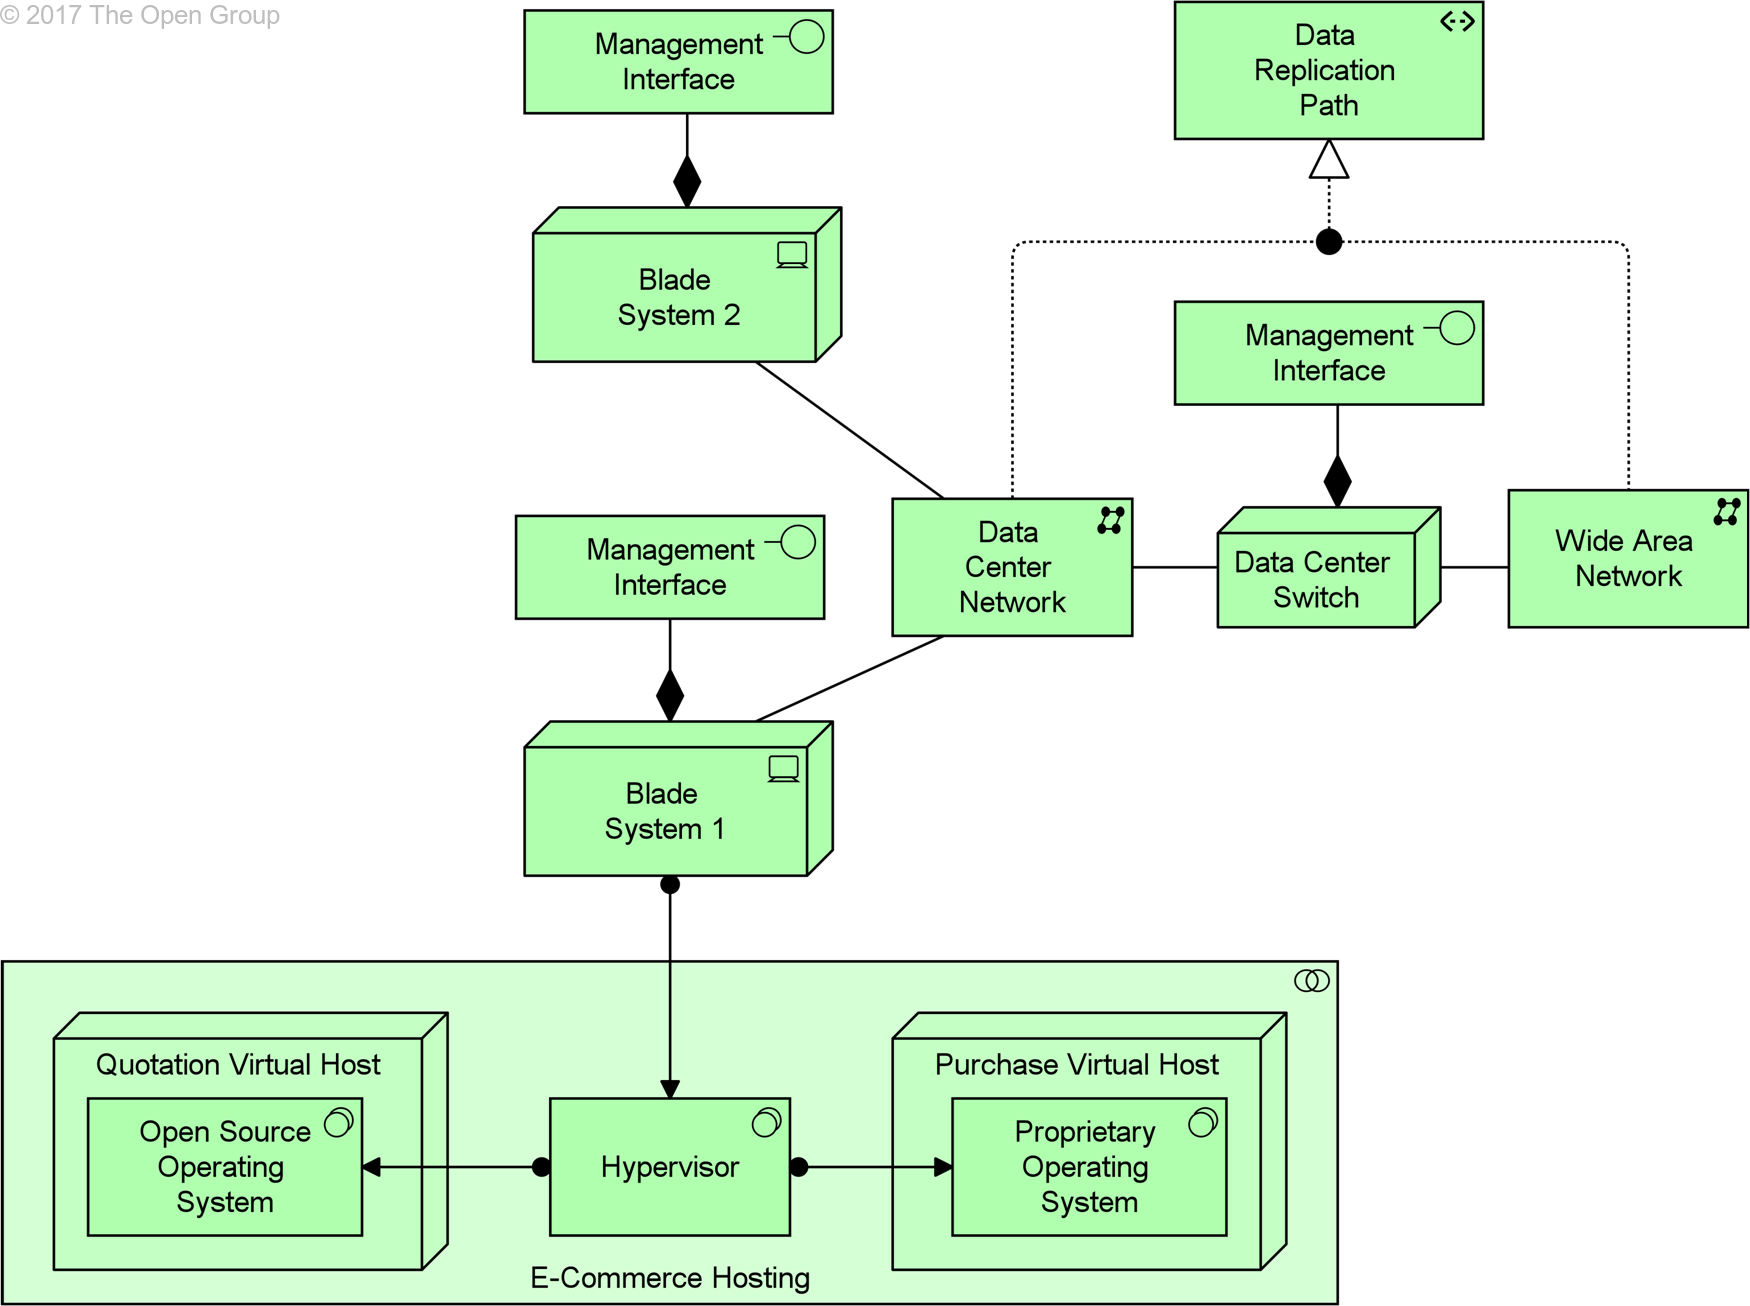 © 2017 The Open Group
Management
Interface
Data
Replication
Path
Blade
System 2
Management
Interface
Management
Interface
Data
Center
Network
Data Center
Switch
Wide Area
Network
Blade
System 1
Quotation Virtual Host
Open Source
Operating
System
Hypervisor
Purchase Virtual Host
Proprietary
Operating
System
E-Commerce Hosting